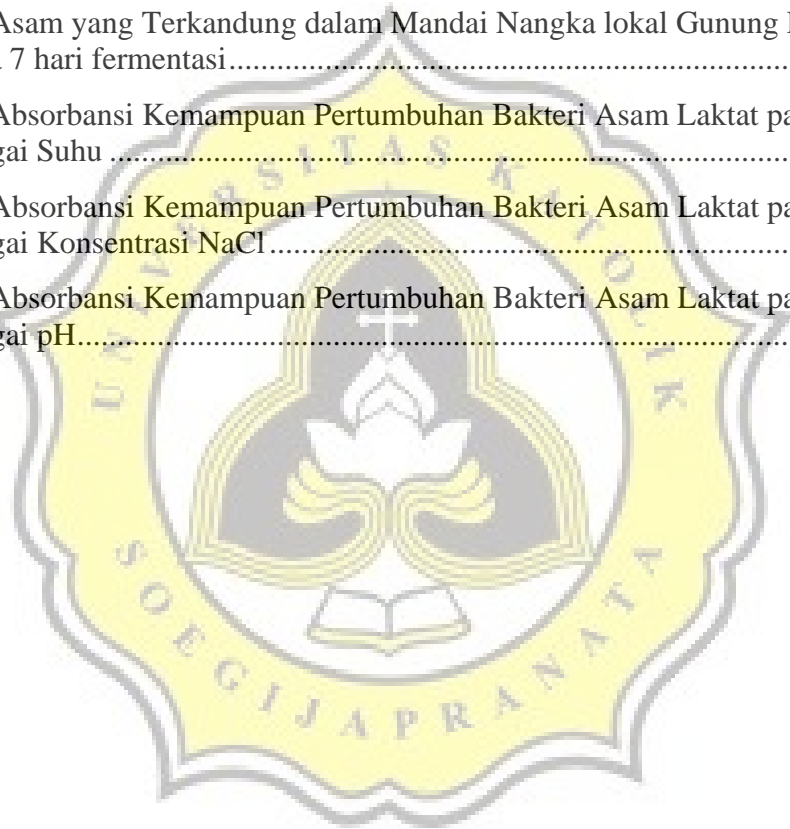 Asam yang Terkandung dalam Mandai Nangka lokal Gunung
7 hari fermentasi..........................................................................
Absorbansi Kemampuan Pertumbuhan Bakteri Asam Laktat pa
gai Suhu ..........................................................................................
Absorbansi Kemampuan Pertumbuhan Bakteri Asam Laktat pa
gai Konsentrasi NaCl.....................................................................
Absorbansi Kemampuan Pertumbuhan Bakteri Asam Laktat pa
gai pH...............................................................................................
UNIVERSITAS KATOLIK
SOEGIJAPRANATA